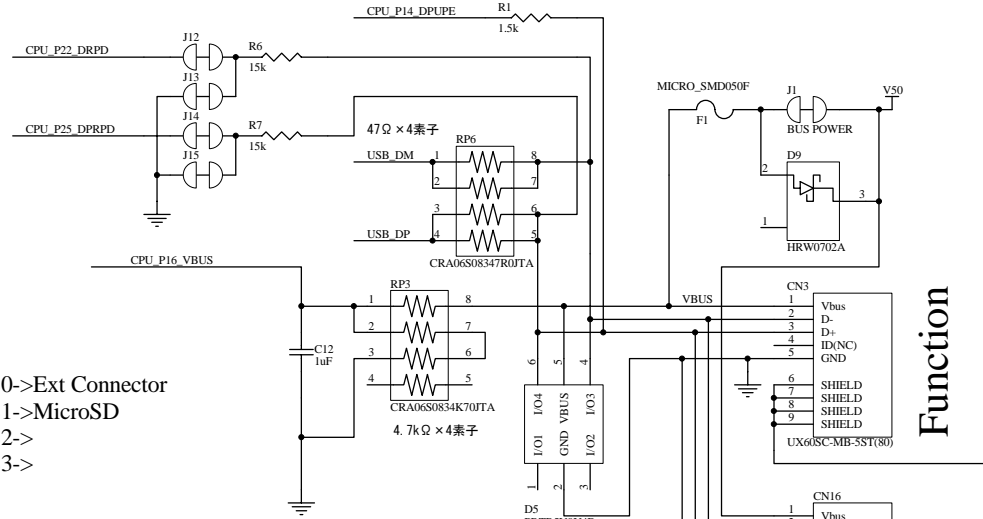 CPU_P14_DPUPE
R1
1.5k
J12
CPU_P22_DRPD
R6
15k
J13
J14
CPU_P25_DPRPD
R7
15k
J15
47Ω×4素子
RP6
USB_DM
1
2
3
4
8
7
6
5
USB_DP
CRA06S08347R0JTA
MICRO_SMD050F
F1
J1
BUS POWER
V50
D9
2
3
1
HRW0702A
CPU_P16_VBUS
RP3
1
2
3
4
8
7
6
5
CRA06S0834K70JTA
4.7kΩ×4素子
C12
1uF
VBUS
CN3
1 Vbus
2 D-
3 D+
4 ID(NC)
5 GND
6 SHIELD
7 SHIELD
8 SHIELD
9 SHIELD
UX60SC-MB-5ST(80)
Function
6
5
4
I/O4
VBUS
I/O3
I/O1
GND
I/O2
1
2
3
D5
0->Ext Connector
1->MicroSD
2->
3->
CN16
1 Vbus